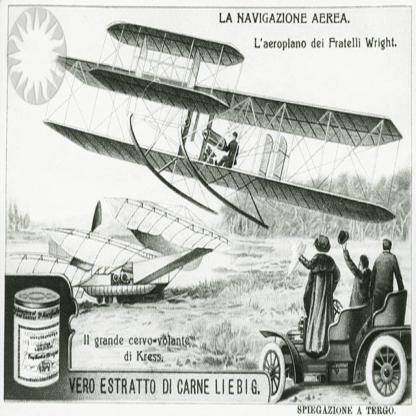 LA NAVIGAZIONE AEREA.
L'aeroplano dei Fratelli Wright.
Il grande cervo-volante
di Kress.
VERO ESTRATTO DI CARNE LIEBIG.
SPIEGAZIONE A TERGO.